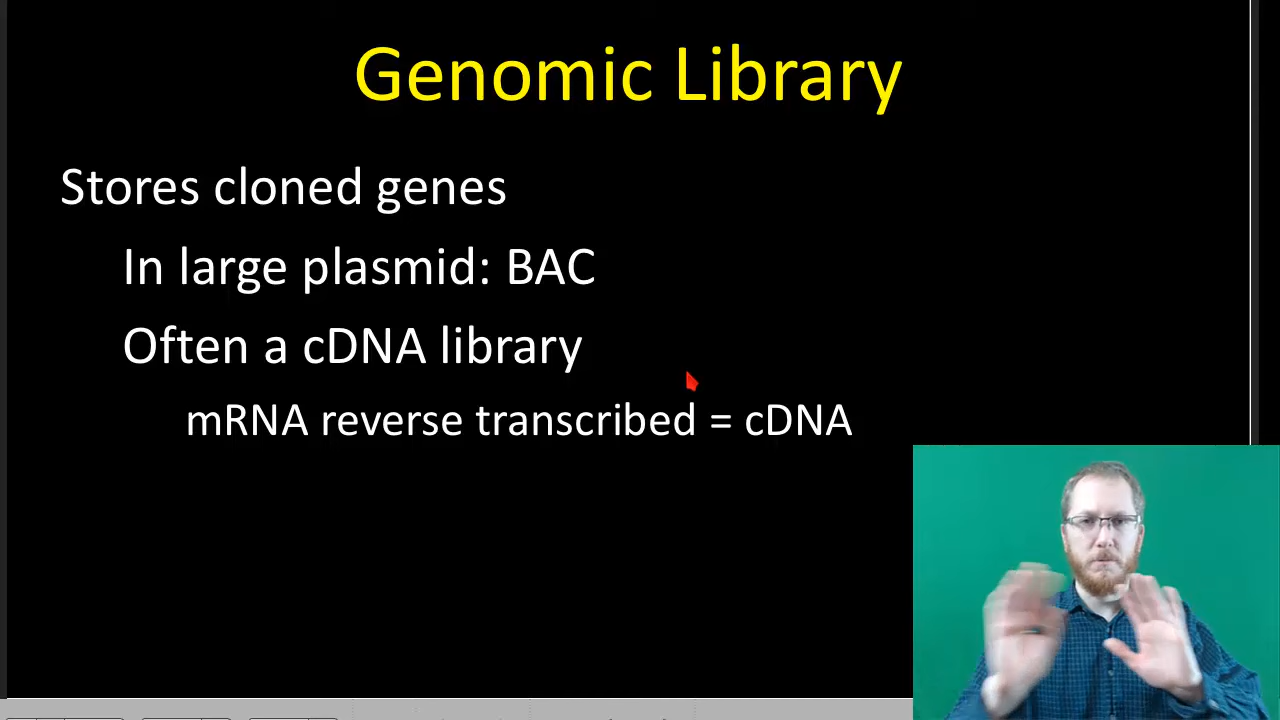 Genomic Library
Stores cloned genes
In large plasmid: BAC
Often a cDNA library
mRNA reverse transcribed = cDNA